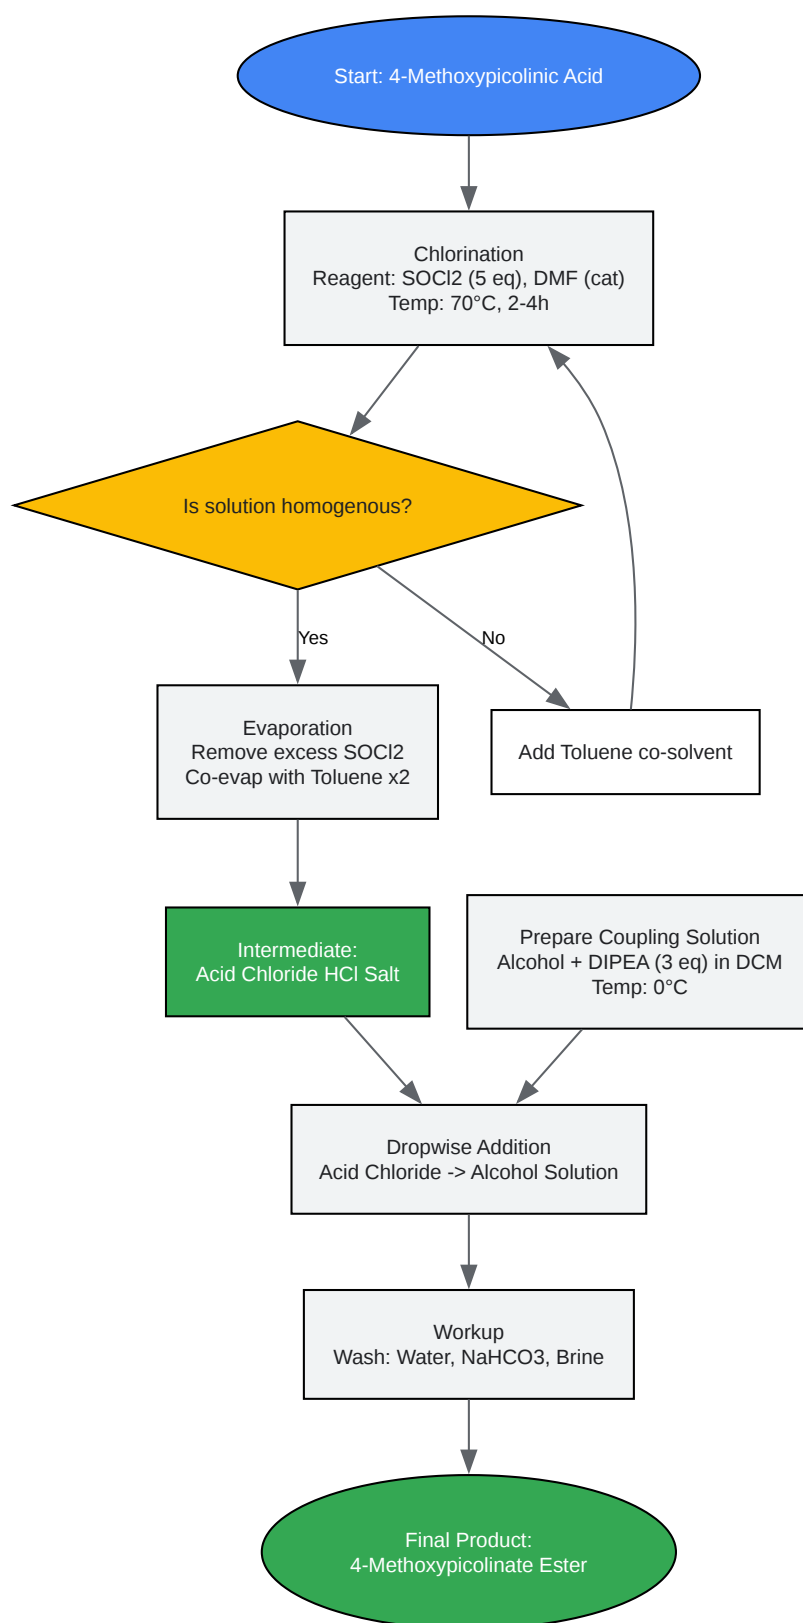 Start: 4-Methoxypicolinic Acid
Chlorination
Reagent: SOCl2 (5 eq), DMF (cat)
Temp: 70°C, 2-4h
Is solution homogenous?
Yes
No
Evaporation
Remove excess SOCl2
Co-evap with Toluene x2
Add Toluene co-solvent
Intermediate:
Acid Chloride HCl Salt
Prepare Coupling Solution
Alcohol + DIPEA (3 eq) in DCM
Temp: 0°C
Dropwise Addition
Acid Chloride -> Alcohol Solution
Workup
Wash: Water, NaHCO3, Brine
Final Product:
4-Methoxypicolinate Ester